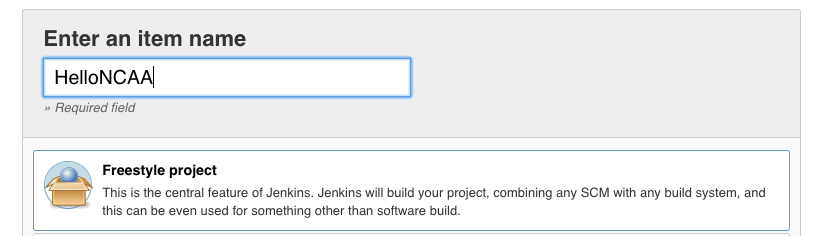 Enter an item name
HelloNCAA
» Required field
Freestyle project
This is the central feature of Jenkins. Jenkins will build your project, combining any SCM with any build system, and
this can be even used for something other than software build.